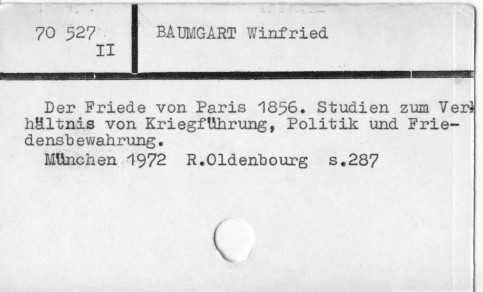 70 527 BAUMGART Winfried
II
Der Friede von Paris 1856. Studien zum Ver-
hältnis von Kriegführung, Politik und Frie-
densbewahrung.
München 1972 R.Oldenbourg s.287